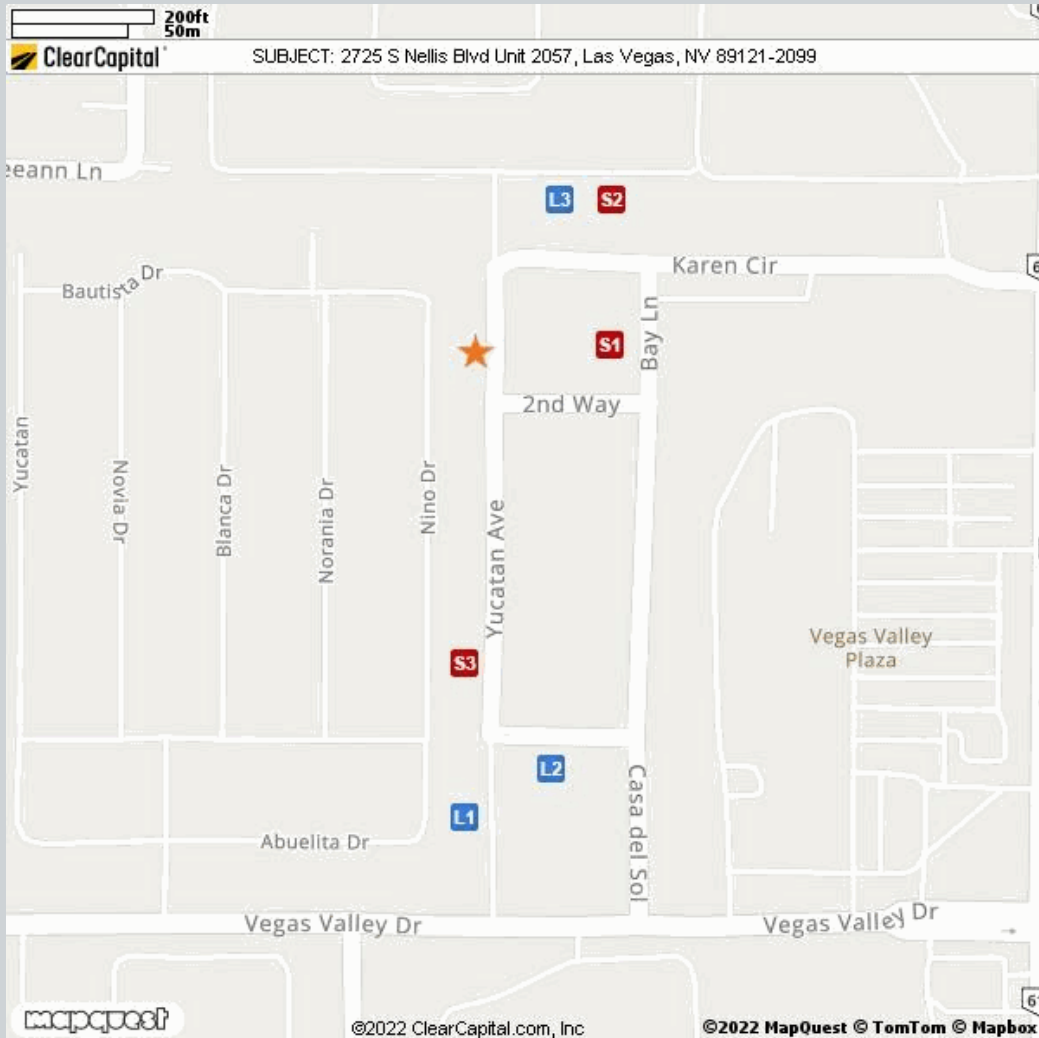 200ft
50m
ClearCapital
SUBJECT: 2725 S Nellis Blvd Unit 2057, Las Vegas, NV 89121-2099
eeann Ln
L3
S2
Karen Cir
6
Bautista Dr
S1
Bay Ln
2nd Way
Yucatan
Novia Dr
Blanca Dr
Norania Dr
Nino Dr
Yucatan Ave
Vegas Valley
Plaza
S3
L2
L1
Casa del Sol
Abuelita Dr
Vegas Valley Dr
Vegas Valley Dr
61
mapquest
©2022 ClearCapital.com, Inc
©2022 MapQuest © TomTom © Mapbox